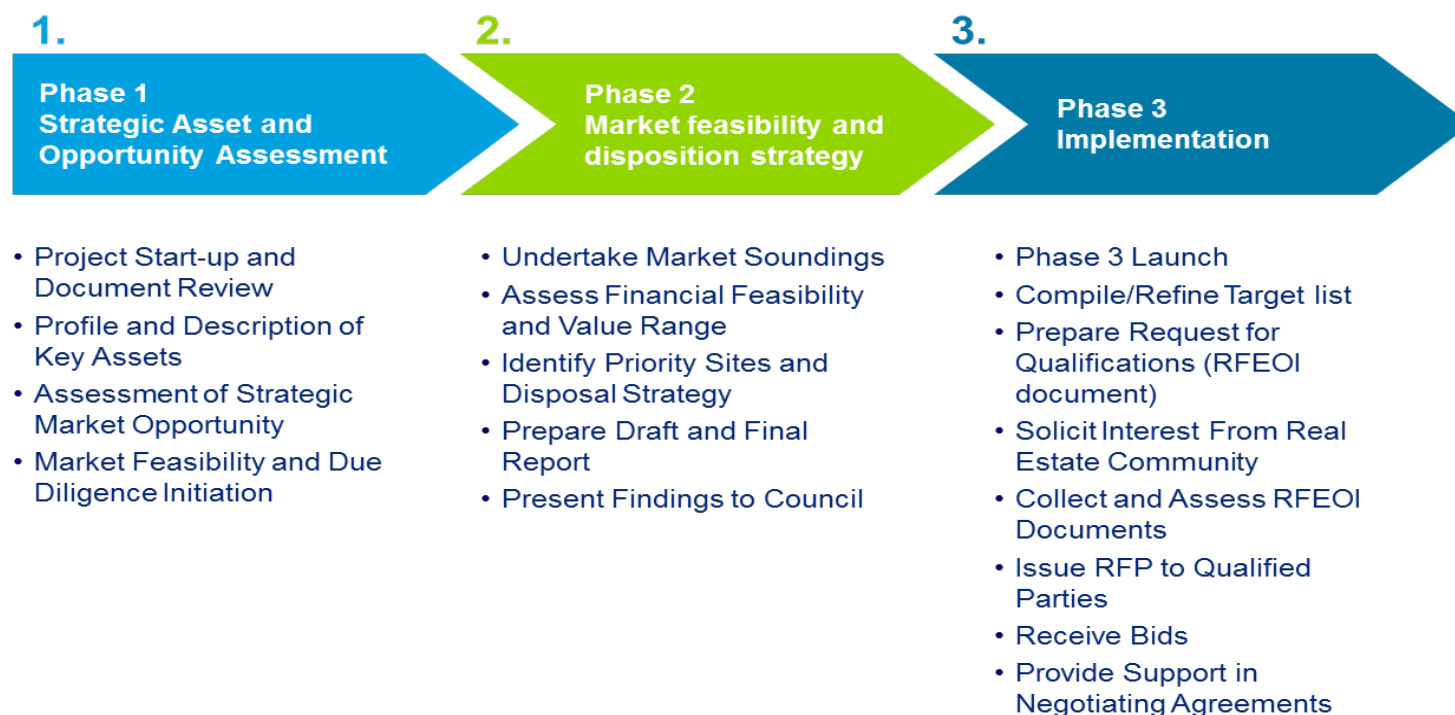 1.
Phase 1
Strategic Asset and
Opportunity Assessment
• Project Start-up and
Document Review
• Profile and Description of
Key Assets
• Assessment of Strategic
Market Opportunity
• Market Feasibility and Due
Diligence Initiation
2.
Phase 2
Market feasibility and
disposition strategy
• Undertake Market Soundings
• Assess Financial Feasibility
and Value Range
• Identify Priority Sites and
Disposal Strategy
• Prepare Draft and Final
Report
• Present Findings to Council
3.
Phase 3
Implementation
• Phase 3 Launch
• Compile/Refine Target list
• Prepare Request for
Qualifications (RFEOI
document)
• Solicit Interest From Real
Estate Community
• Collect and Assess RFEOI
Documents
• Issue RFP to Qualified
Parties
• Receive Bids
• Provide Support in
Negotiating Agreements